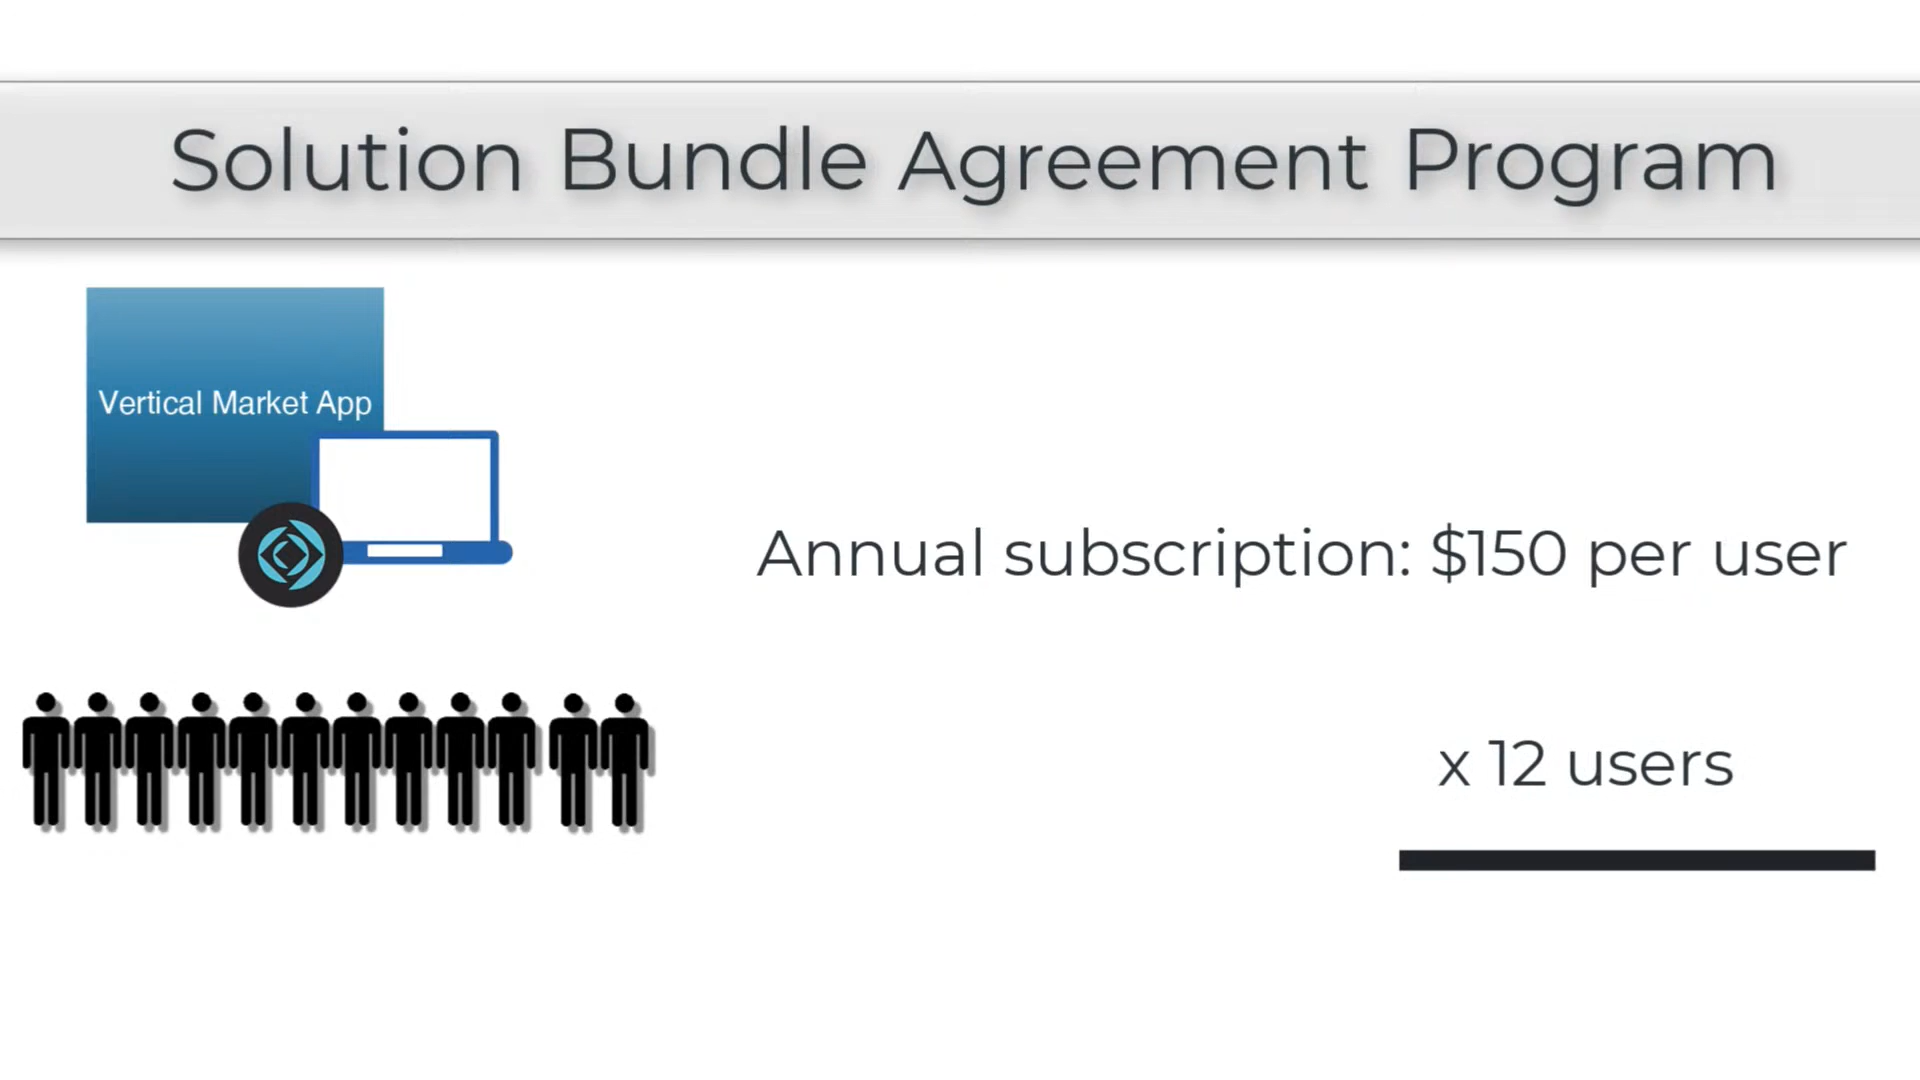 Solution Bundle Agreement Program
Vertical Market App
Annual subscription: $150 per user
x 12 users